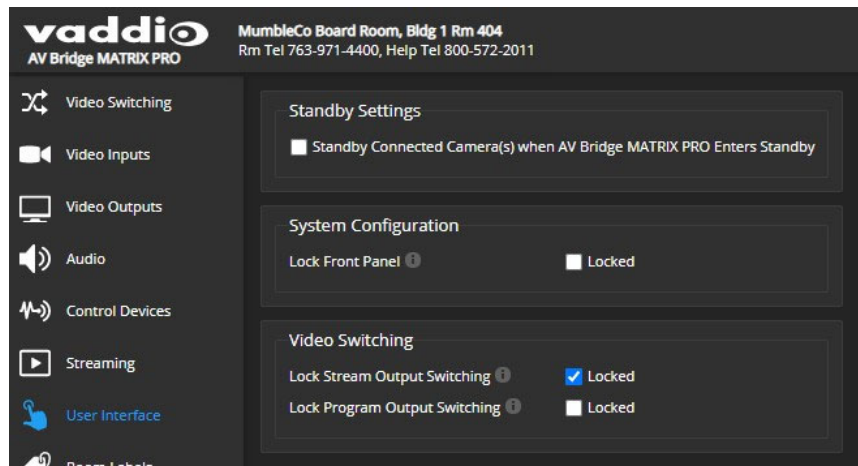 vaddio
AV Bridge MATRIX PRO
MumbleCo Board Room, Bldg 1 Rm 404
Rm Tel 763-971-4400, Help Tel 800-572-2011
Video Switching
Video Inputs
Video Outputs
Audio
Control Devices
Streaming
User Interface
Room Labels
Standby Settings
Standby Connected Camera(s) when AV Bridge MATRIX PRO Enters Standby
System Configuration
Lock Front Panel Locked
Video Switching
Lock Stream Output Switching Locked
Lock Program Output Switching Locked